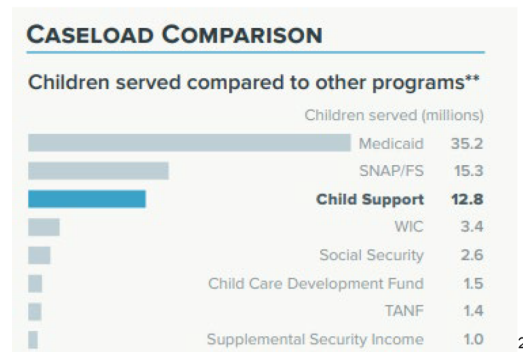 CASELOAD COMPARISON
Children served compared to other programs**
Children served (millions)
Medicaid 35.2
SNAP/FS 15.3
Child Support 12.8
WIC 3.4
Social Security 2.6
Child Care Development Fund 1.5
TANF 1.4
Supplemental Security Income 1.0
2